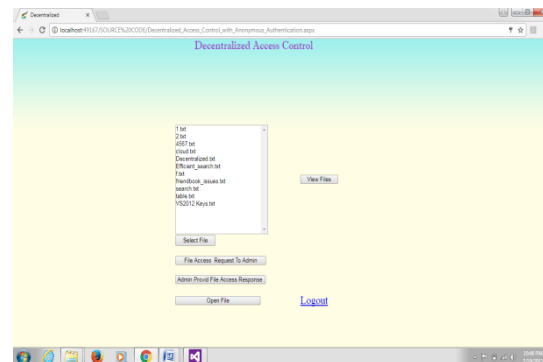 Decentralized
localhost:49167/SOURCE%20CODE/Decentralized_Access_Control_with_Anonymous_Authentication.aspx
Decentralized Access Control
1.txt
2.txt
4567.txt
cloud.txt
Decentralized.txt
Efficient_search.txt
f.txt
friendbook_issues.txt
search.txt
table.txt
VS2012 Keys.txt
View Files
Select File
File Access Request To Admin
Admin Provid File Access Response
Open File
Logout